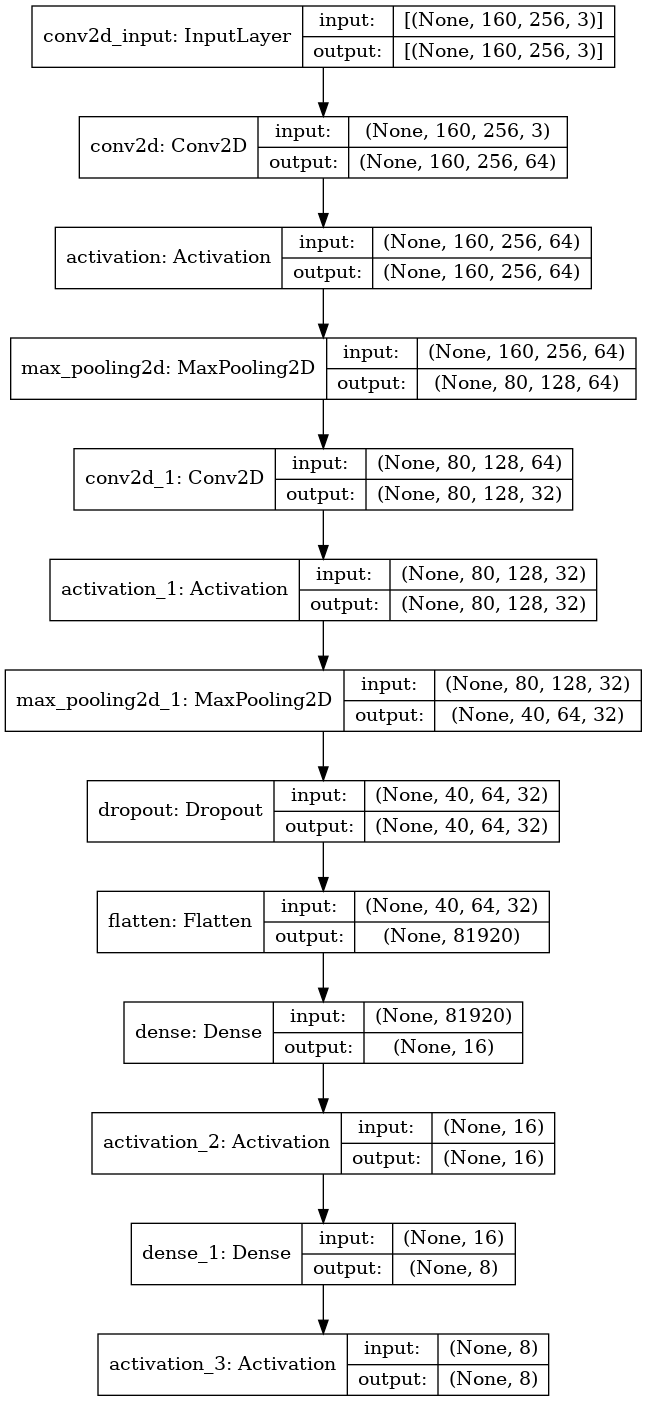 conv2d_input: InputLayer
input:
[(None, 160, 256, 3)]
output:
[(None, 160, 256, 3)]
conv2d: Conv2D
input:
(None, 160, 256, 3)
output:
(None, 160, 256, 64)
activation: Activation
input:
(None, 160, 256, 64)
output:
(None, 160, 256, 64)
max_pooling2d: MaxPooling2D
input:
(None, 160, 256, 64)
output:
(None, 80, 128, 64)
conv2d_1: Conv2D
input:
(None, 80, 128, 64)
output:
(None, 80, 128, 32)
activation_1: Activation
input:
(None, 80, 128, 32)
output:
(None, 80, 128, 32)
max_pooling2d_1: MaxPooling2D
input:
(None, 80, 128, 32)
output:
(None, 40, 64, 32)
dropout: Dropout
input:
(None, 40, 64, 32)
output:
(None, 40, 64, 32)
flatten: Flatten
input:
(None, 40, 64, 32)
output:
(None, 81920)
dense: Dense
input:
(None, 81920)
output:
(None, 16)
activation_2: Activation
input:
(None, 16)
output:
(None, 16)
dense_1: Dense
input:
(None, 16)
output:
(None, 8)
activation_3: Activation
input:
(None, 8)
output:
(None, 8)